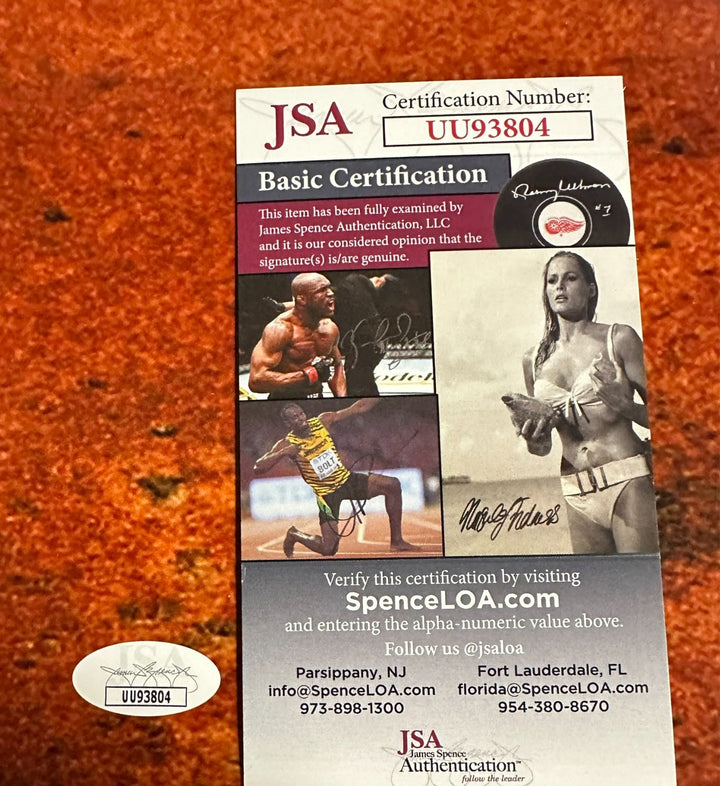 JSA
Certification Number:
UU93804
Basic Certification
This item has been fully examined by
James Spence Authentication, LLC
and it is our considered opinion that the
signature(s) is/are genuine.
#7
BOLT
Verify this certification by visiting
SpenceLOA.com
and entering the alpha-numeric value above.
Follow us @jsaloa
Parsippany, NJ
info@SpenceLOA.com
973-898-1300
Fort Lauderdale, FL
florida@SpenceLOA.com
954-380-8670
JSA
James Spence
Authentication™
follow the leader
UU93804